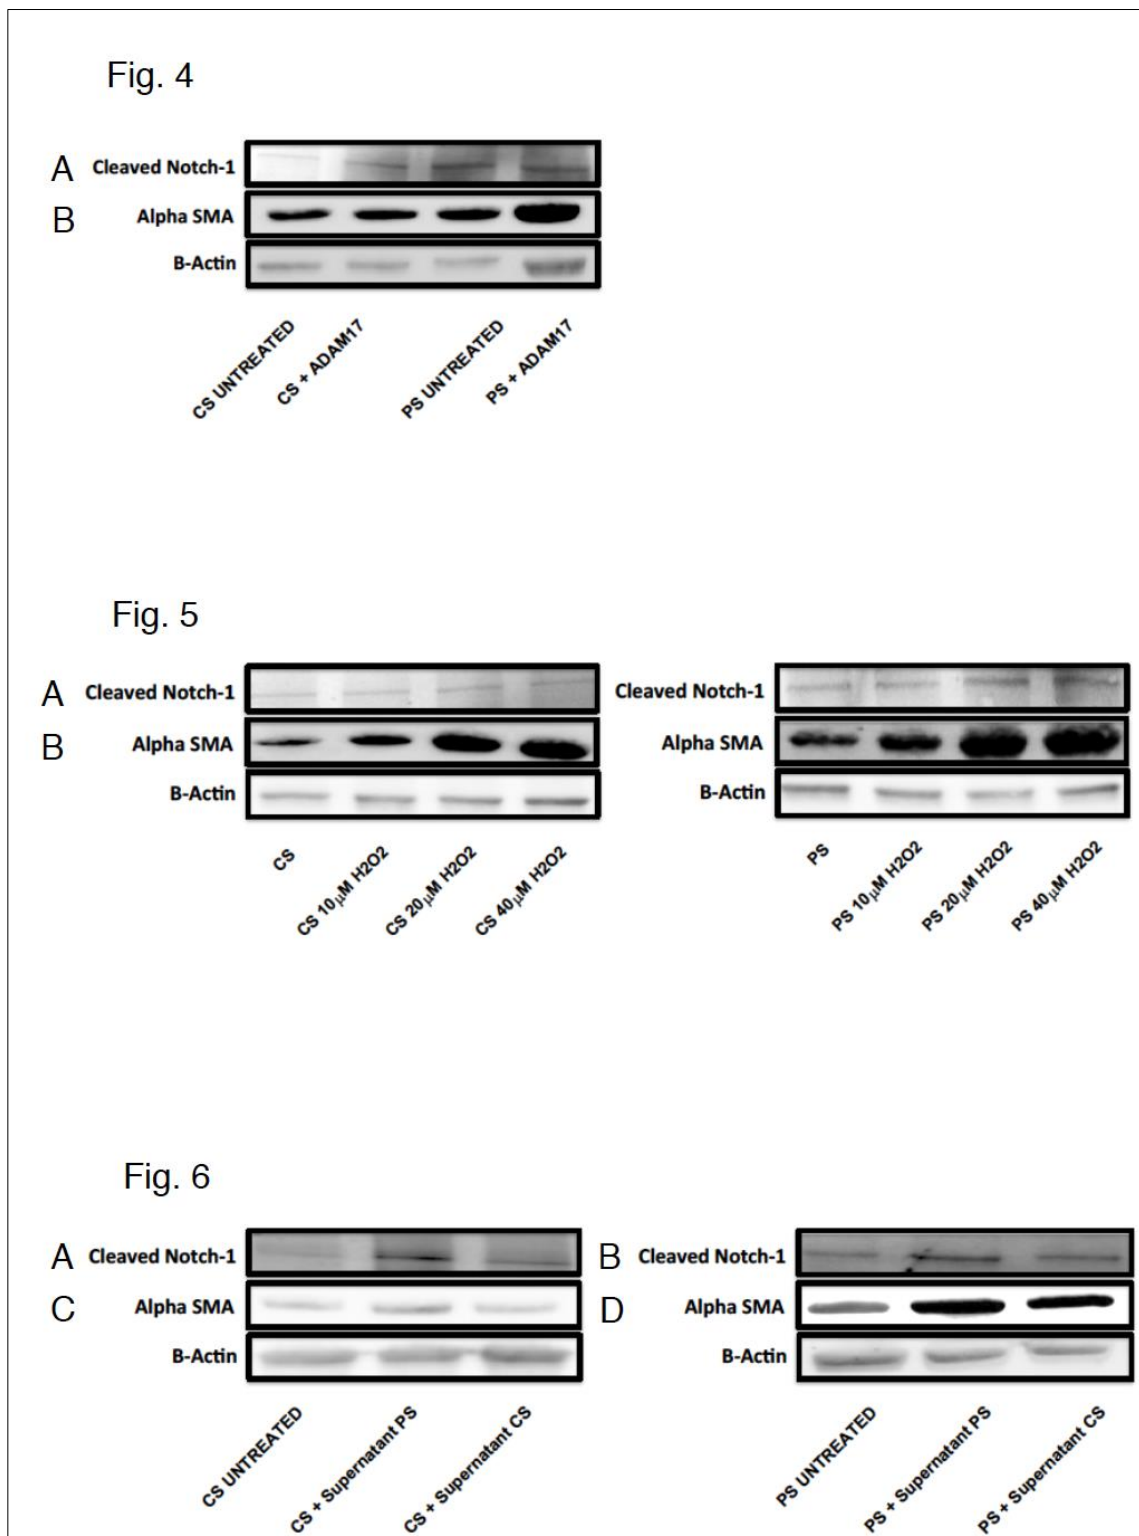 Fig. 4
A Cleaved Notch-1
B Alpha SMA
B-Actin
CS UNTREATED
CS + ADAM17
PS UNTREATED
PS + ADAM17
Fig. 5
A Cleaved Notch-1
B Alpha SMA
B-Actin
CS
CS 10μM H2O2
CS 20μM H2O2
CS 40μM H2O2
Cleaved Notch-1
Alpha SMA
B-Actin
PS
PS 10μM H2O2
PS 20μM H2O2
PS 40μM H2O2
Fig. 6
A Cleaved Notch-1
C Alpha SMA
B-Actin
CS UNTREATED
CS + Supernatant PS
CS + Supernatant CS
B Cleaved Notch-1
D Alpha SMA
B-Actin
PS UNTREATED
PS + Supernatant PS
PS + Supernatant CS